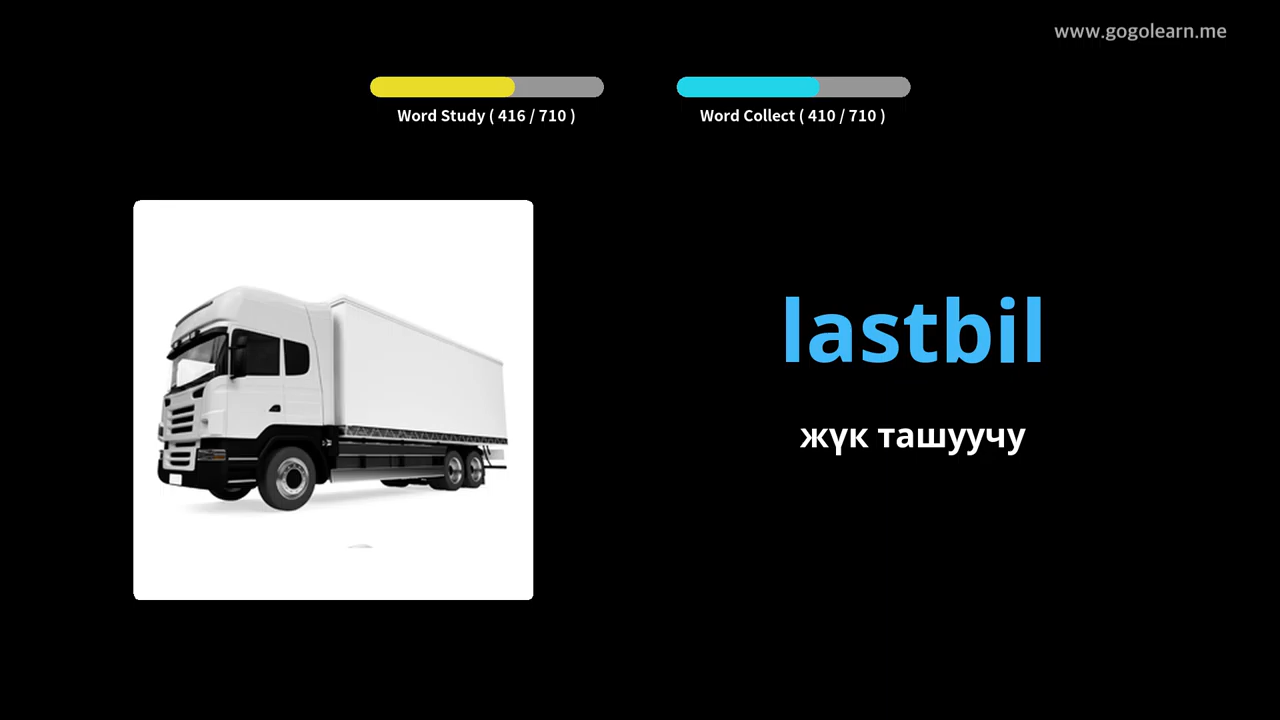 www.gogolearn.me
Word Study ( 416 / 710 )
Word Collect ( 410 / 710 )
lastbil
жүк ташуучу